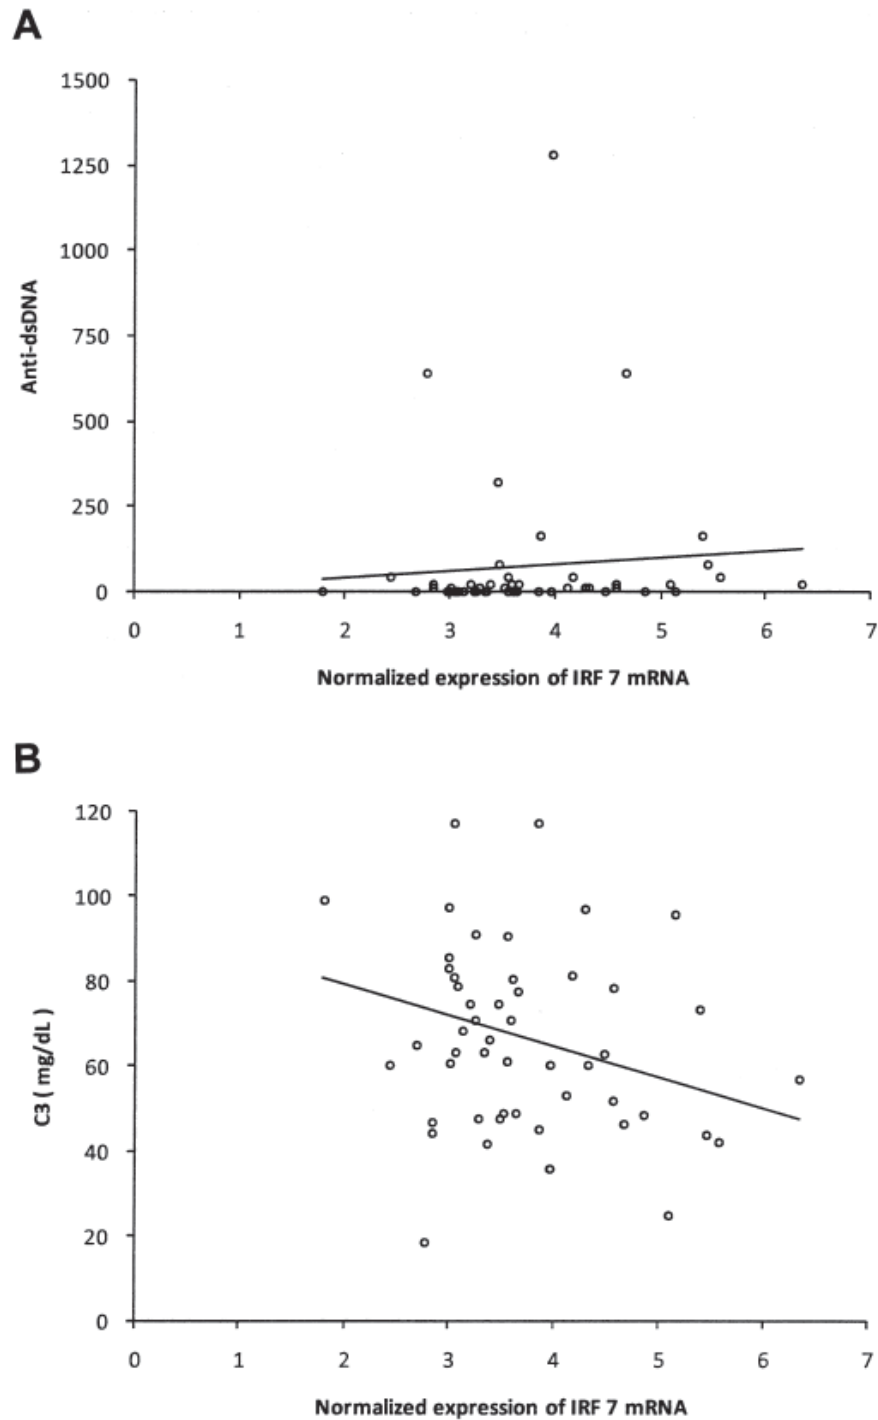 A
1500
1250
1000
750
500
250
0
Anti-dsDNA
0 1 2 3 4 5 6 7
Normalized expression of IRF 7 mRNA
B
120
100
80
60
40
20
0
C3 ( mg/dL )
0 1 2 3 4 5 6 7
Normalized expression of IRF 7 mRNA